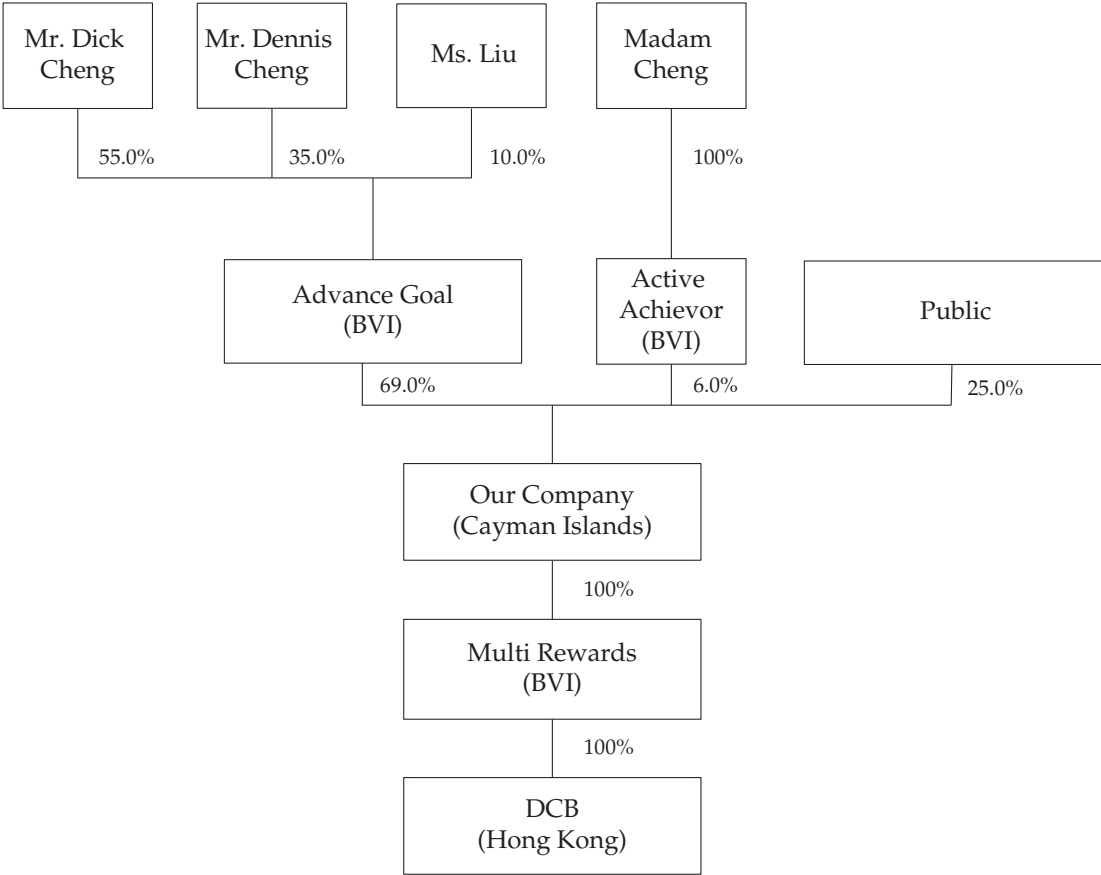 Mr. Dick
Cheng
Mr. Dennis
Cheng
Ms. Liu
Madam
Cheng
55.0%
35.0%
10.0%
100%
Advance Goal
(BVI)
Active
Achievor
(BVI)
Public
69.0%
6.0%
25.0%
Our Company
(Cayman Islands)
100%
Multi Rewards
(BVI)
100%
DCB
(Hong Kong)